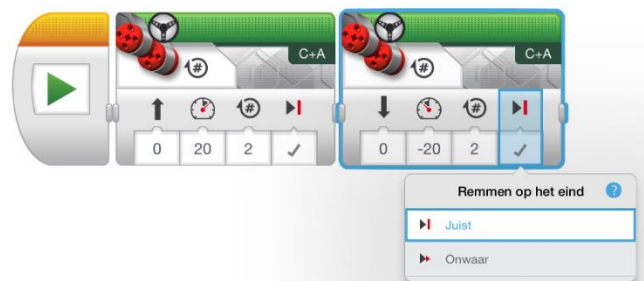 C+A
C+A
#
#
#
#
0 20 2
0 -20 2
Remmen op het eind ?
Juist
Onwaar